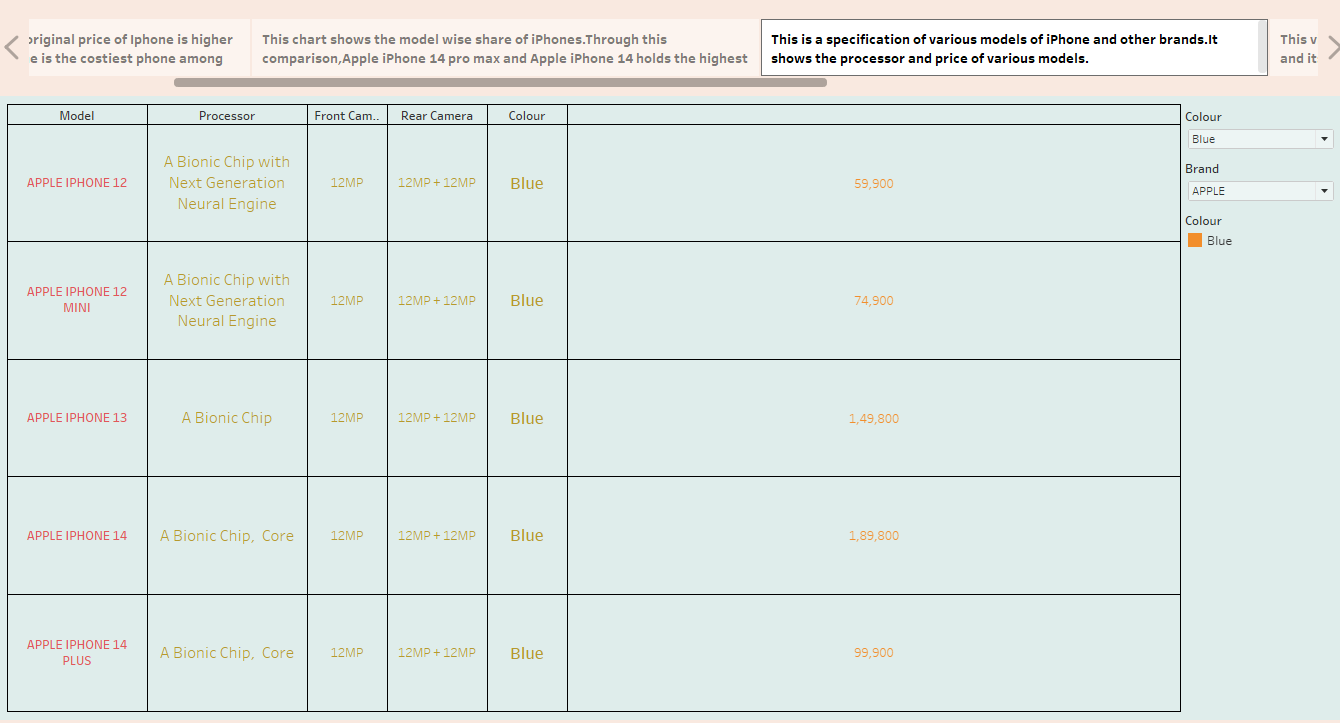 original price of Iphone is higher
e is the costiest phone among
This chart shows the model wise share of iPhones.Through this
comparison,Apple iPhone 14 pro max and Apple iPhone 14 holds the highest
This is a specification of various models of iPhone and other brands.It
shows the processor and price of various models.
This v
and it
Model Processor Front Cam.. Rear Camera Colour
APPLE IPHONE 12
A Bionic Chip with
Next Generation
Neural Engine
12MP
12MP + 12MP
Blue
59,900
APPLE IPHONE 12
MINI
A Bionic Chip with
Next Generation
Neural Engine
12MP
12MP + 12MP
Blue
74,900
APPLE IPHONE 13
A Bionic Chip
12MP
12MP + 12MP
Blue
1,49,800
APPLE IPHONE 14
A Bionic Chip, Core
12MP
12MP + 12MP
Blue
1,89,800
APPLE IPHONE 14
PLUS
A Bionic Chip, Core
12MP
12MP + 12MP
Blue
99,900
Colour
Blue
Brand
APPLE
Colour
Blue